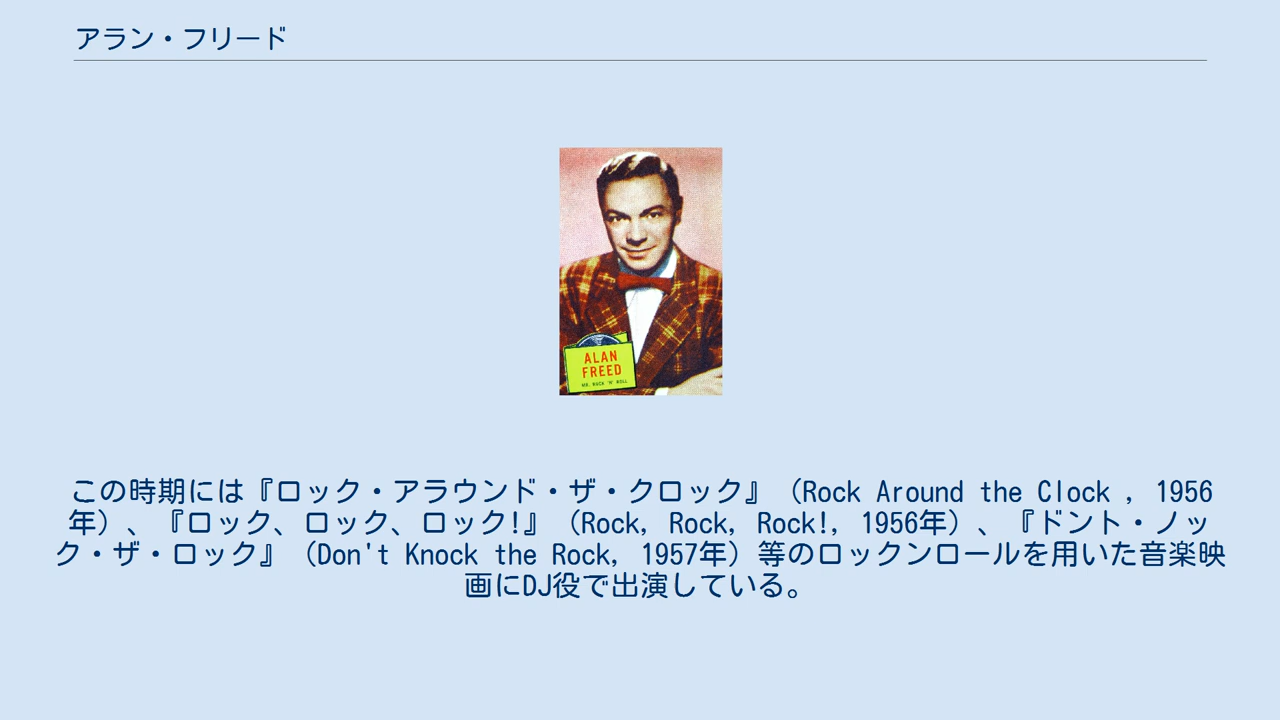 アラン・フリード
ALAN
FREED
MR. ROCK 'N' ROLL
この時期には『ロック・アラウンド・ザ・クロック』（Rock Around the Clock , 1956
年）、『ロック、ロック、ロック!』（Rock, Rock, Rock!, 1956年）、『ドント・ノッ
ク・ザ・ロック』（Don't Knock the Rock, 1957年）等のロックンロールを用いた音楽映
画にDJ役で出演している。